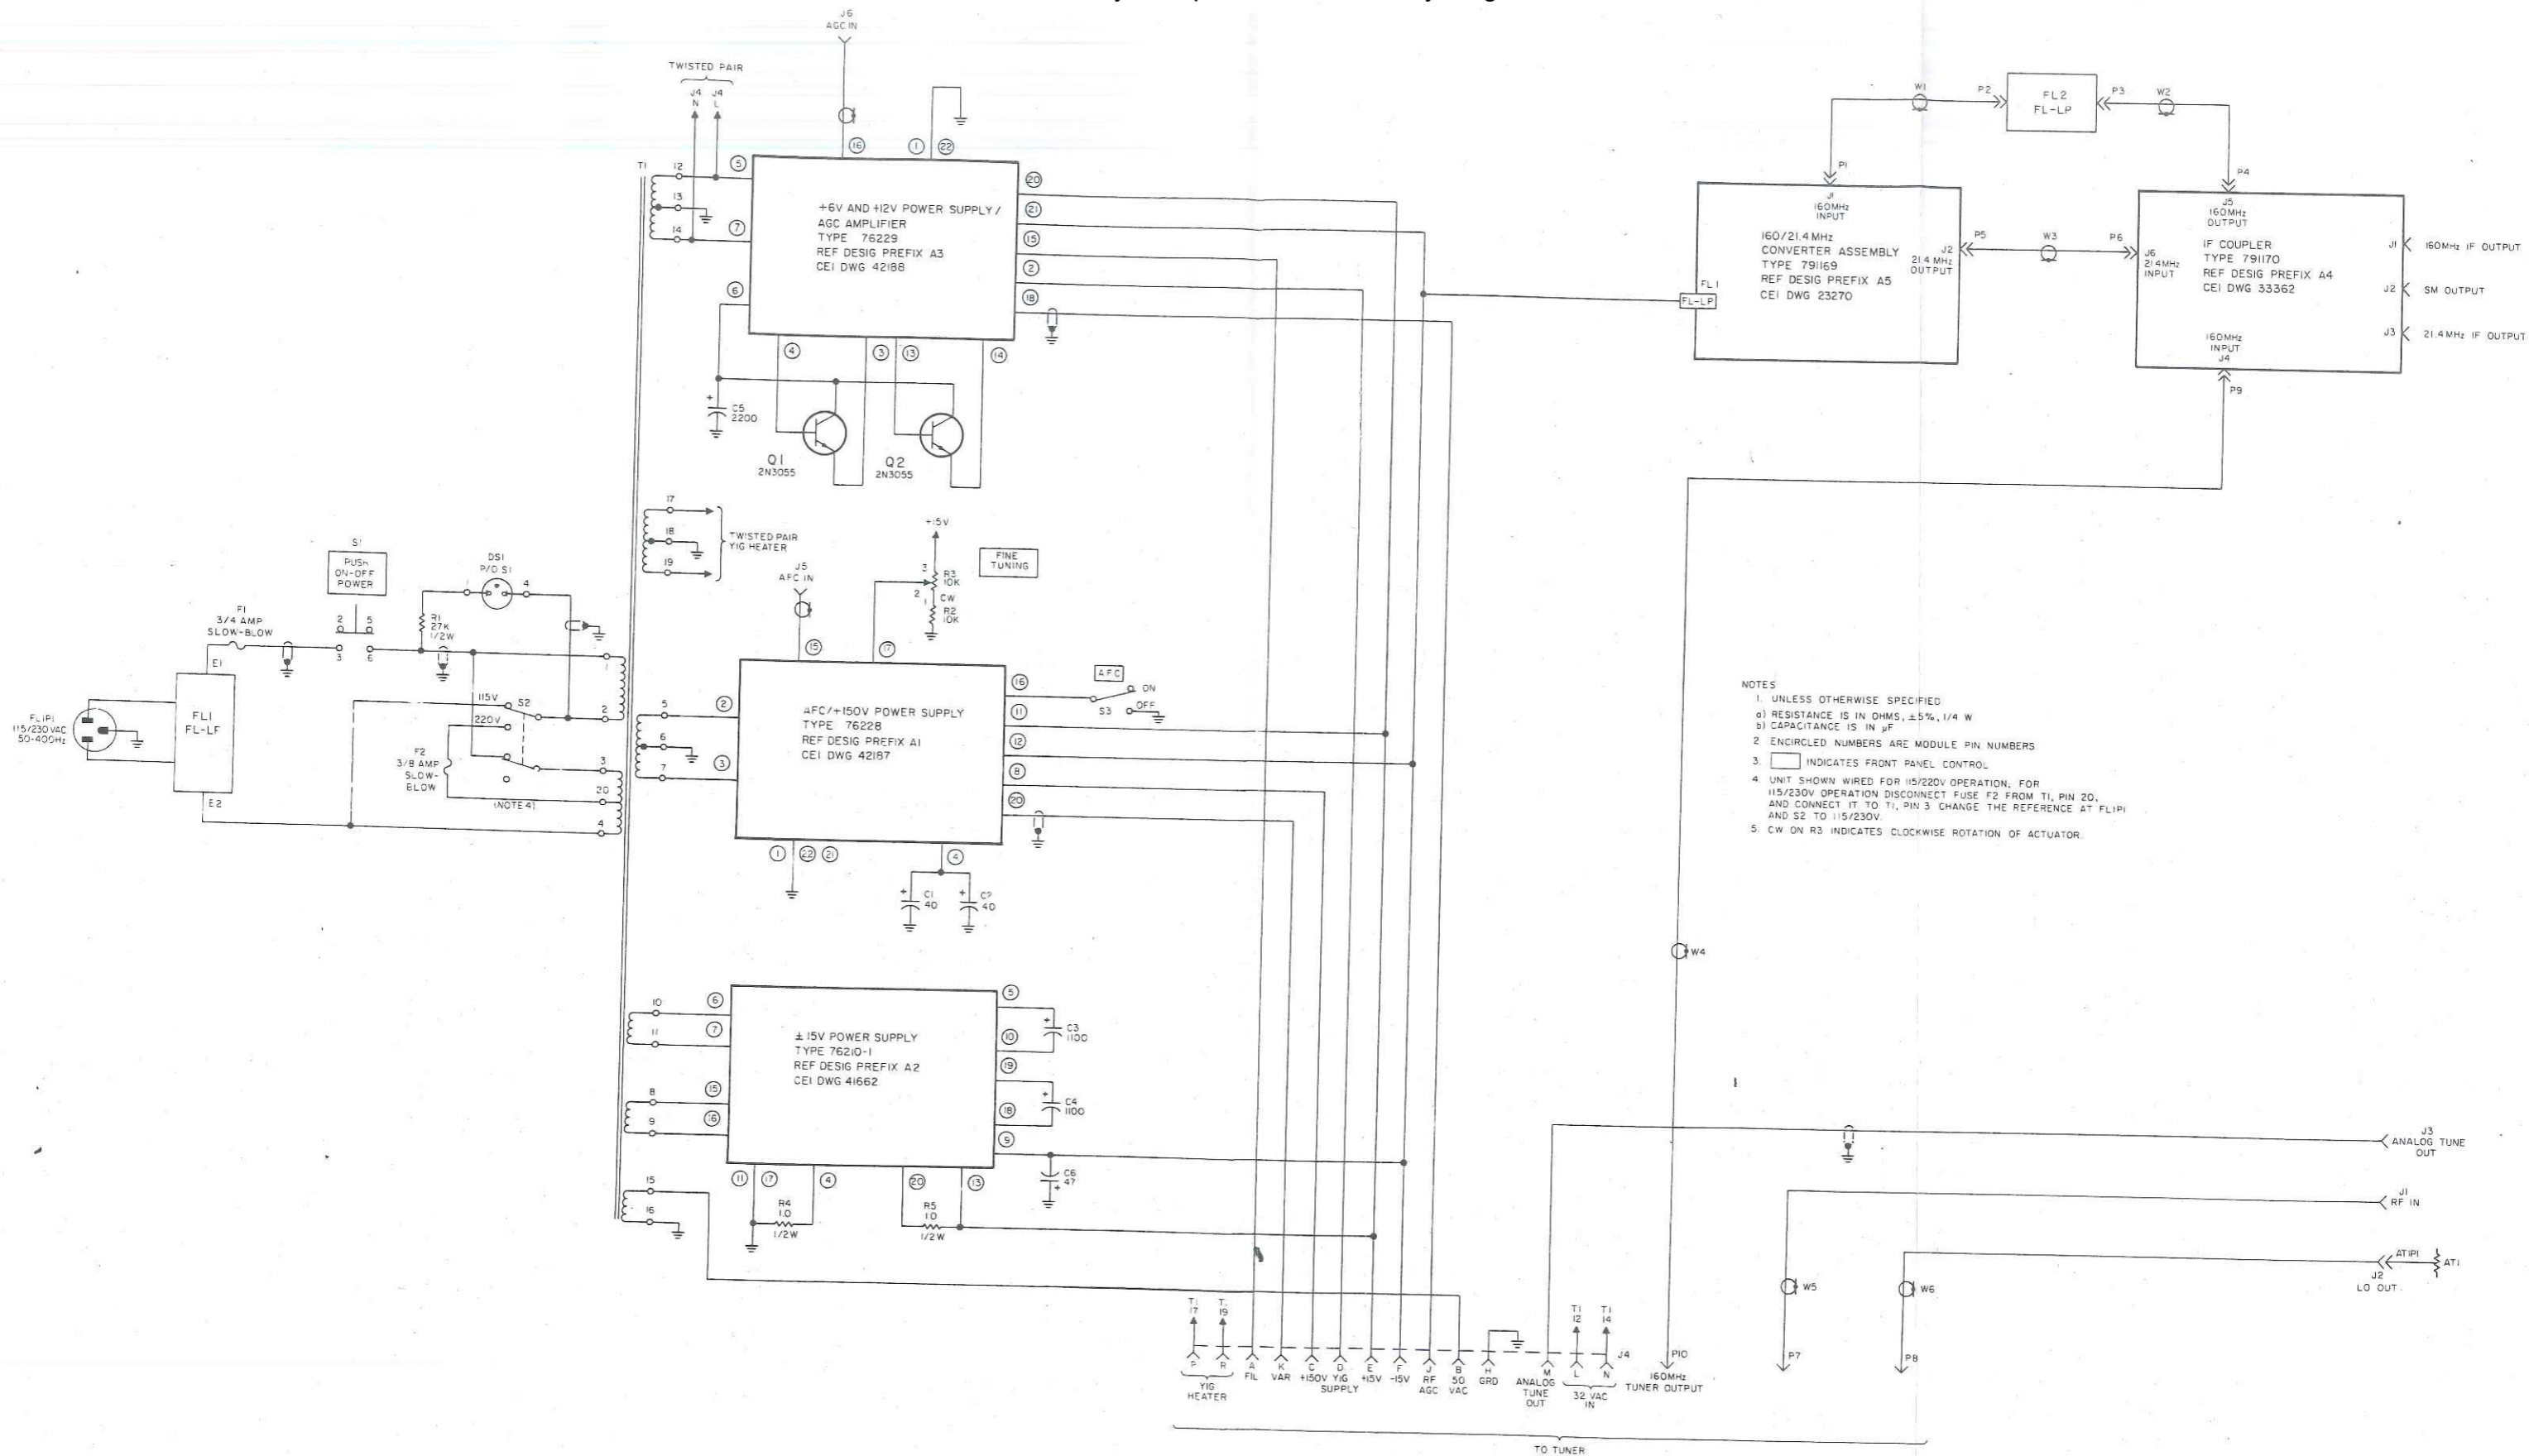 J6
AGC IN
TWISTED PAIR
J4 J4
N L
16
1 22
T1
12
13
14
5
7
6
+6V AND +12V POWER SUPPLY/
AGC AMPLIFIER
TYPE 76229
REF DESIG PREFIX A3
CEI DWG 42188
20
21
15
2
18
4
3
13
14
+
C5
2200
Q1
2N3055
Q2
2N3055
W1
P2
FL2
FL-LP
P3
W2
P1
P4
J1
160MHz
INPUT
160/21.4MHz
CONVERTER ASSEMBLY
TYPE 791169
REF DESIG PREFIX A5
CEI DWG 23270
J2
21.4 MHz
OUTPUT
FL1
FL-LP
P5
W3
P6
J5
160MHz
OUTPUT
IF COUPLER
TYPE 791170
REF DESIG PREFIX A4
CEI DWG 33362
J6
21.4MHz
INPUT
160MHz
INPUT
J4
J1 160MHz IF OUTPUT
J2 SM OUTPUT
J3 21.4MHz IF OUTPUT
P9
17
18
19
TWISTED PAIR
YIG HEATER
J5
AFC IN
+15V
3
R3
10K
2
1
CW
R2
10K
FINE
TUNING
S1
PUSH
ON-OFF
POWER
DS1
P/O S1
1
4
F1
3/4 AMP
SLOW-BLOW
2 5
3 6
R1
27K
1/2W
E1
FL1
FL-LF
E2
FL1P1
115/230 VAC
50-400Hz
115V
S2
220V
F2
3/8 AMP
SLOW-
BLOW
(NOTE 4)
1
2
3
20
4
5
6
7
15
17
2
3
AFC/+150V POWER SUPPLY
TYPE 76228
REF DESIG PREFIX A1
CEI DWG 42187
16
11
12
8
20
AFC
ON
OFF
S3
1 22 21
4
+
C1
40
+
C2
40
NOTES
1. UNLESS OTHERWISE SPECIFIED
a) RESISTANCE IS IN OHMS, ±5%, 1/4 W
b) CAPACITANCE IS IN µF
2 ENCIRCLED NUMBERS ARE MODULE PIN NUMBERS
3. INDICATES FRONT PANEL CONTROL
4. UNIT SHOWN WIRED FOR 115/220V OPERATION; FOR
115/230V OPERATION DISCONNECT FUSE F2 FROM T1, PIN 20,
AND CONNECT IT TO T1, PIN 3 CHANGE THE REFERENCE AT FL1P1
AND S2 TO 115/230V.
5. CW ON R3 INDICATES CLOCKWISE ROTATION OF ACTUATOR.
W4
10
11
8
9
15
16
6
7
15
16
±15V POWER SUPPLY
TYPE 76210-1
REF DESIG PREFIX A2
CEI DWG 41662
5
10
19
18
9
+
C3
1100
+
C4
1100
C6
47
+
11 17
4
20
13
R4
1.0
1/2W
R5
1.0
1/2W
J3
ANALOG TUNE
OUT
J1
RF IN
AT1P1
AT1
J2
LO OUT
W5
W6
T1
17
T1
19
T1
12
T1
14
J4
P10
P7
P8
P R A K C D E F J B H M L N
YIG
HEATER
FIL
VAR
+150V
YIG
SUPPLY
+15V
-15V
RF
AGC
50
VAC
GRD
ANALOG
TUNE
OUT
32 VAC
IN
160MHz
TUNER OUTPUT
TO TUNER